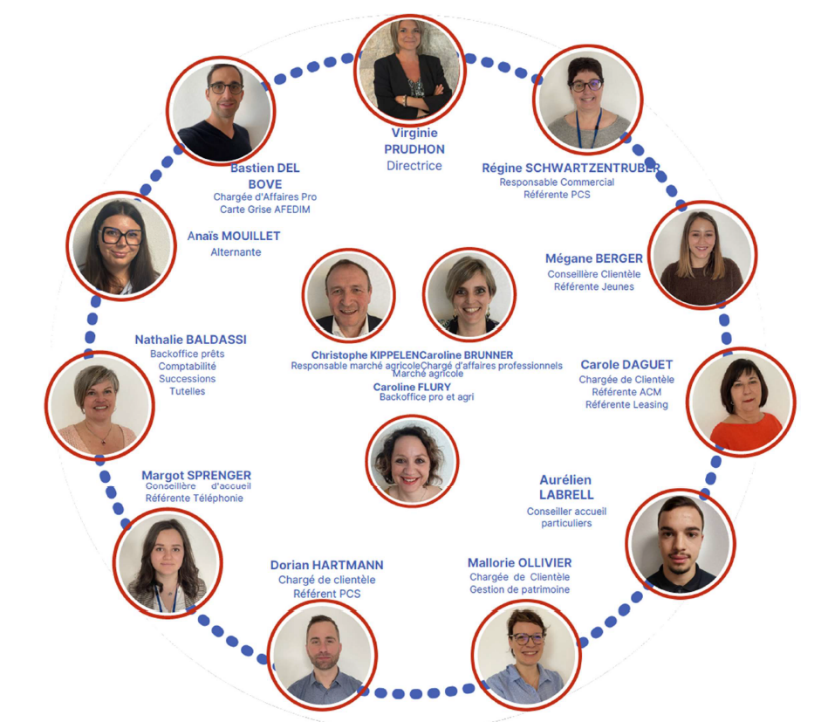 Virginie
PRUDHON
Directrice
Bastien DEL
BOVE
Chargée d'Affaires Pro
Carte Grise AFEDIM
Régine SCHWARTZENTRUBER
Responsable Commercial
Référente PCS
Anaïs MOUILLET
Alternante
Mégane BERGER
Conseillère Clientèle
Référente Jeunes
Nathalie BALDASSI
Backoffice prêts
Comptabilité
Successions
Tutelles
Christophe KIPPELEN
Responsable marché agricole
Caroline BRUNNER
Chargé d'affaires professionnels
Marché agricole
Caroline FLURY
Backoffice pro et agri
Carole DAGUET
Chargée de Clientèle
Référente ACM
Référente Leasing
Margot SPRENGER
Conseillère d'accueil
Référente Téléphonie
Aurélien
LABRELL
Conseiller accueil
particuliers
Dorian HARTMANN
Chargé de clientèle
Référent PCS
Mallorie OLLIVIER
Chargée de Clientèle
Gestion de patrimoine